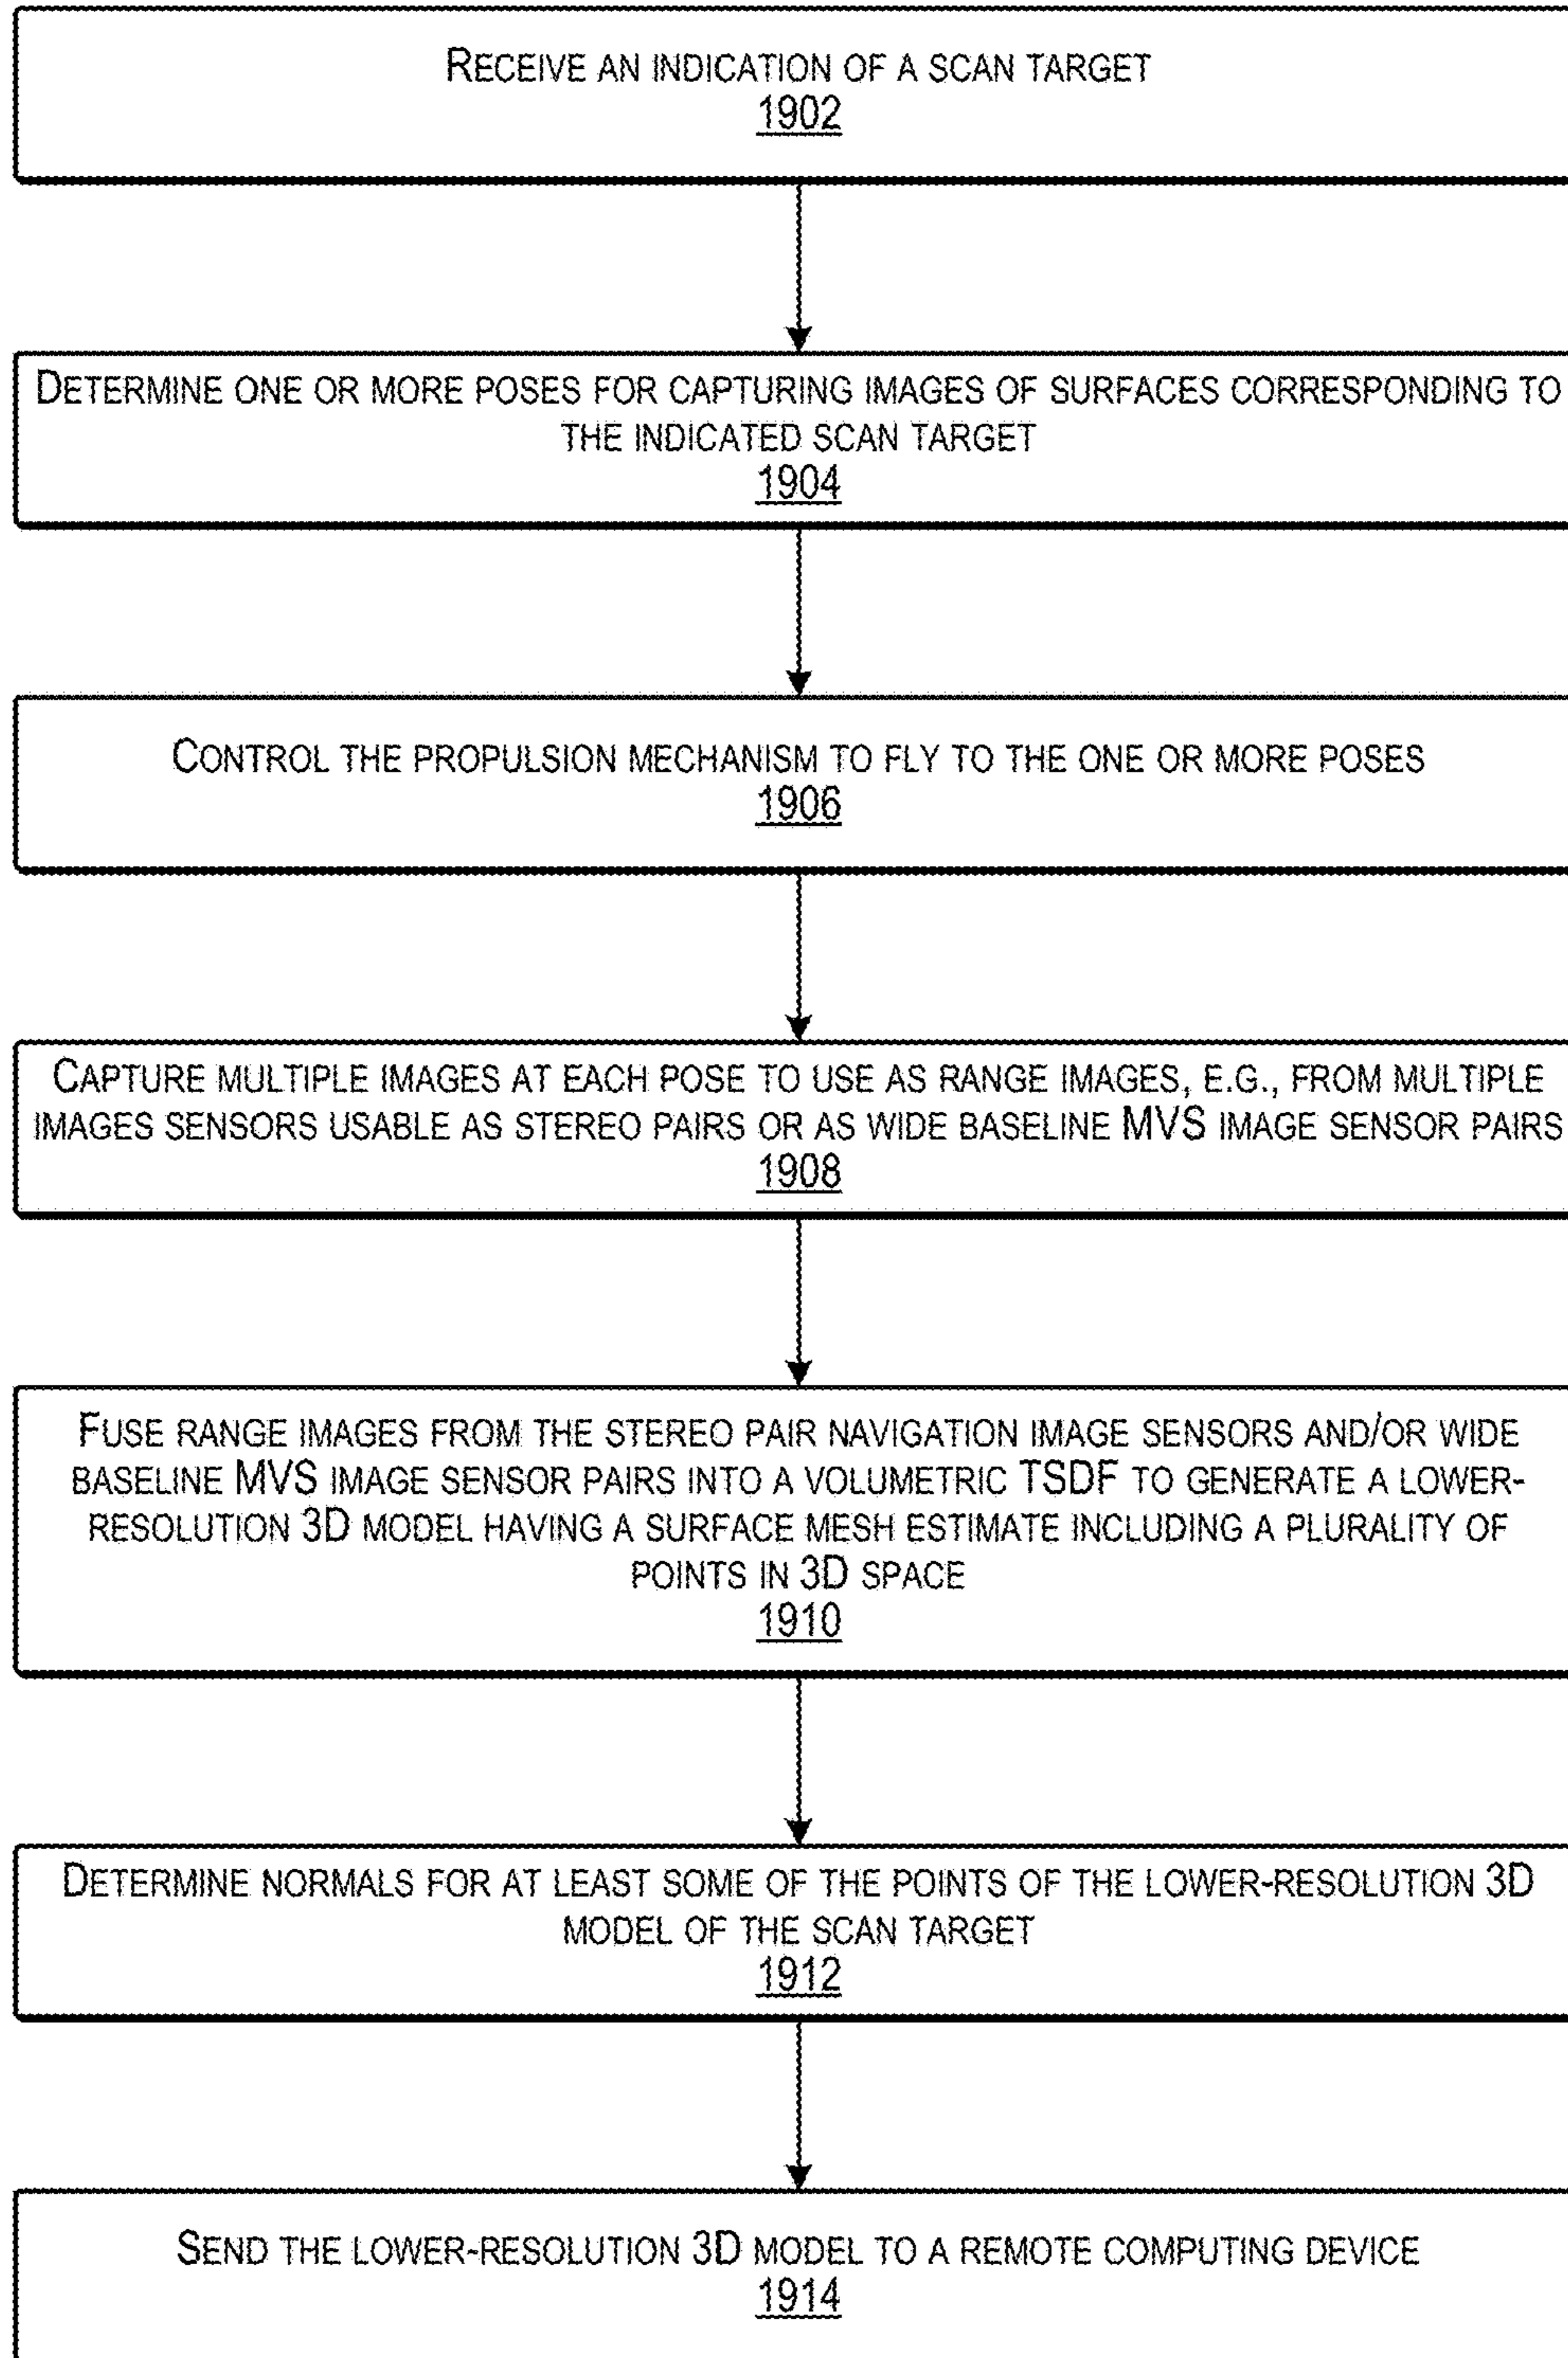 RECEIVE AN INDICATION OF A SCAN TARGET
1902
DETERMINE ONE OR MORE POSES FOR CAPTURING IMAGES OF SURFACES CORRESPONDING TO
THE INDICATED SCAN TARGET
1904
CONTROL THE PROPULSION MECHANISM TO FLY TO THE ONE OR MORE POSES
1906
CAPTURE MULTIPLE IMAGES AT EACH POSE TO USE AS RANGE IMAGES, E.G., FROM MULTIPLE
IMAGES SENSORS USABLE AS STEREO PAIRS OR AS WIDE BASELINE MVS IMAGE SENSOR PAIRS
1908
FUSE RANGE IMAGES FROM THE STEREO PAIR NAVIGATION IMAGE SENSORS AND/OR WIDE
BASELINE MVS IMAGE SENSOR PAIRS INTO A VOLUMETRIC TSDF TO GENERATE A LOWER-
RESOLUTION 3D MODEL HAVING A SURFACE MESH ESTIMATE INCLUDING A PLURALITY OF
POINTS IN 3D SPACE
1910
DETERMINE NORMALS FOR AT LEAST SOME OF THE POINTS OF THE LOWER-RESOLUTION 3D
MODEL OF THE SCAN TARGET
1912
SEND THE LOWER-RESOLUTION 3D MODEL TO A REMOTE COMPUTING DEVICE
1914